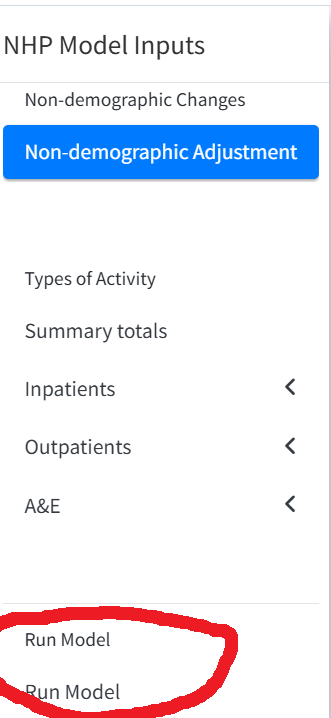 NHP Model Inputs
Non-demographic Changes
Non-demographic Adjustment
Types of Activity
Summary totals
Inpatients
Outpatients
A&E
Run Model
Run Model